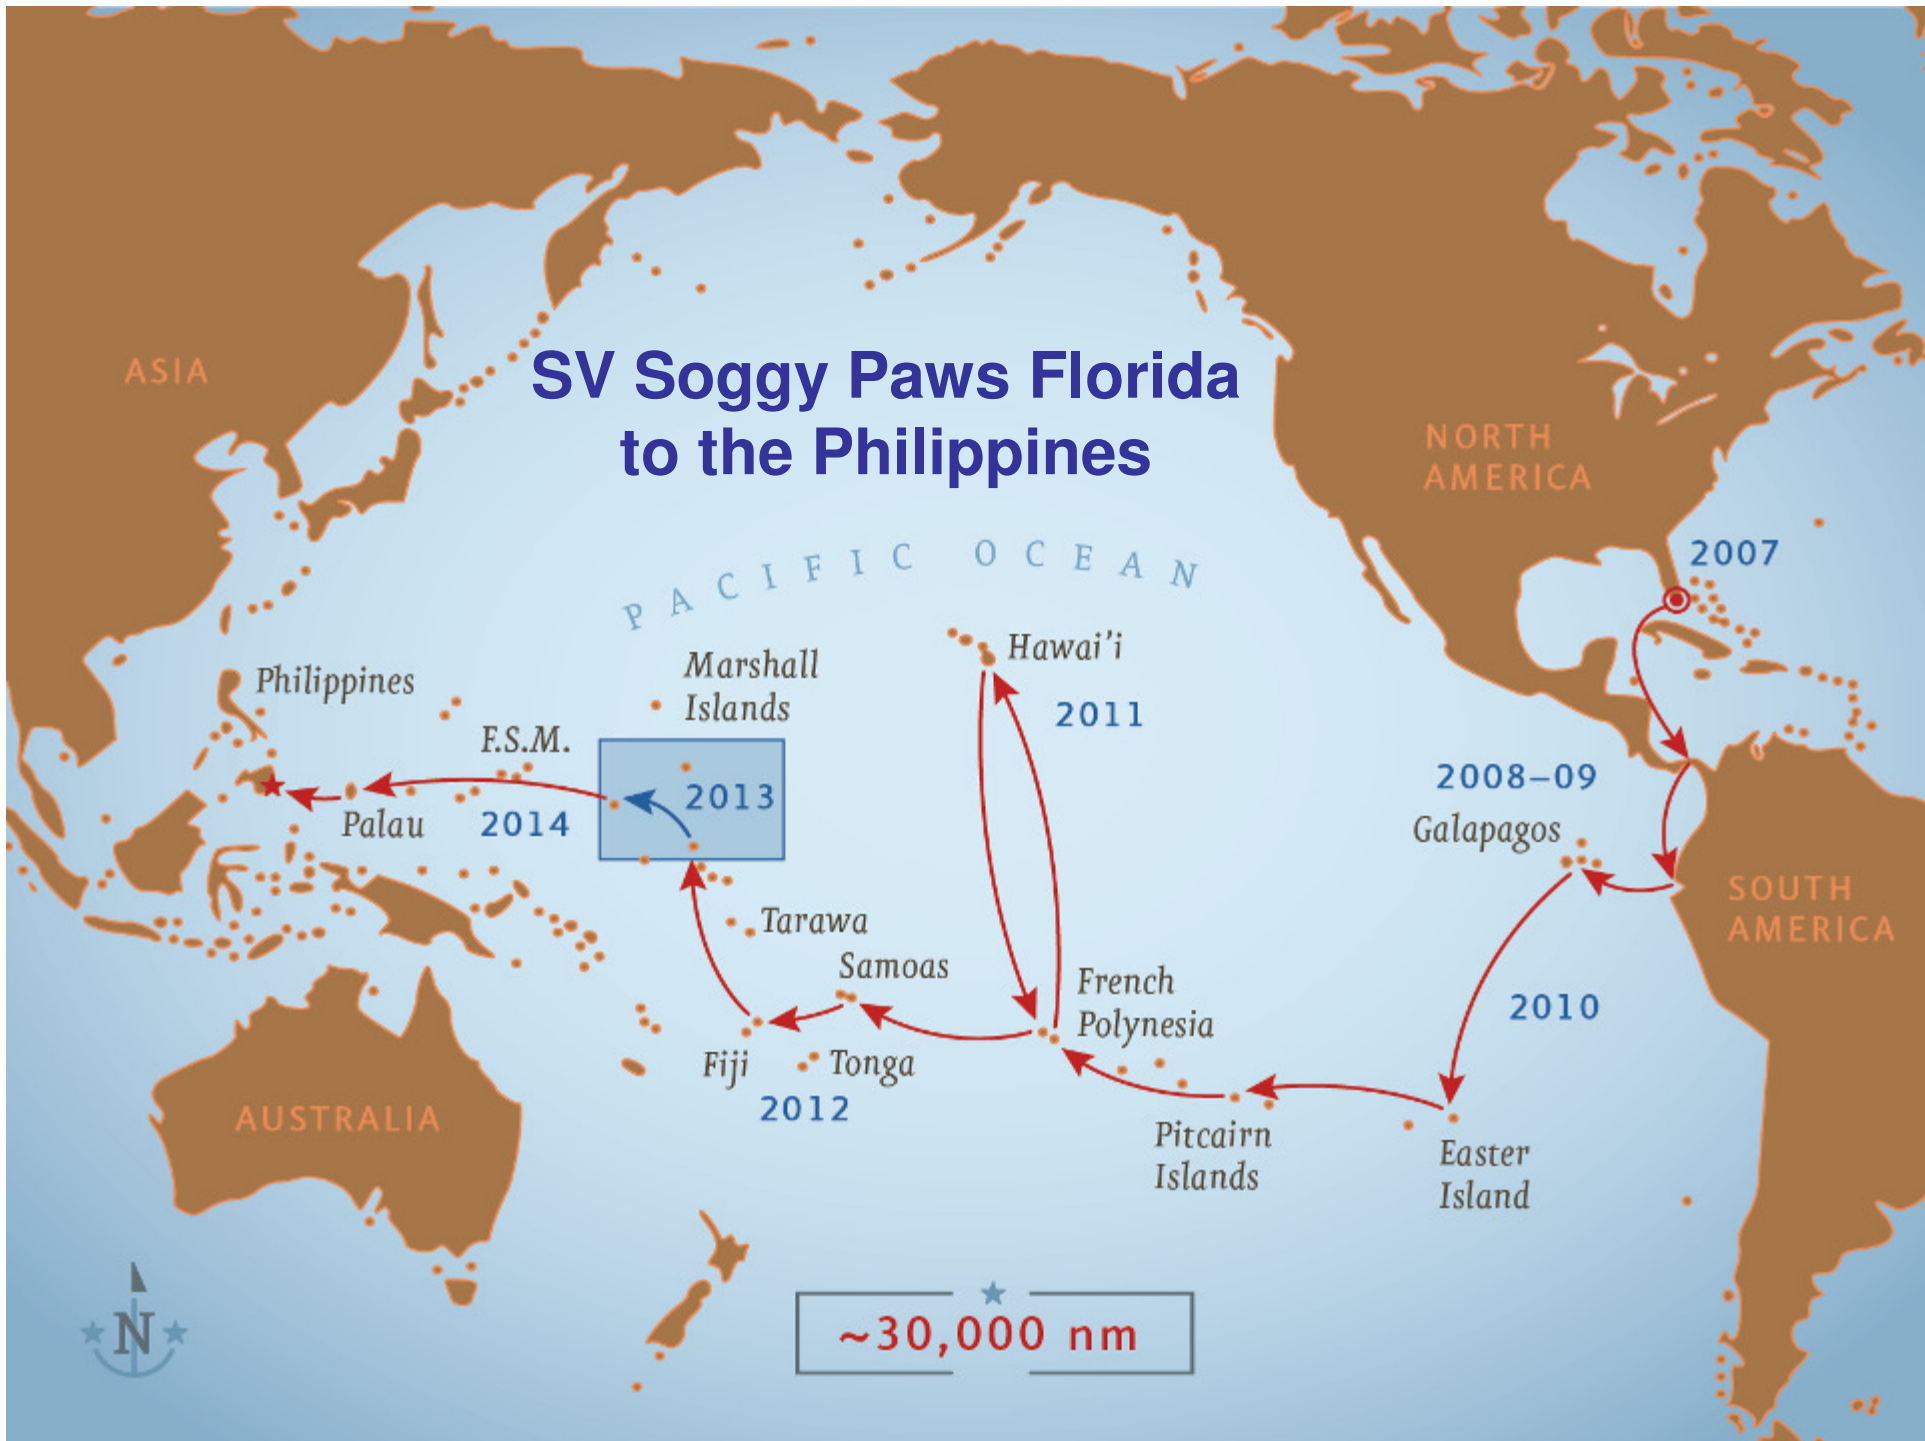 SV Soggy Paws Florida
to the Philippines
ASIA
NORTH
AMERICA
2007
PACIFIC OCEAN
Hawai'i
Marshall
Islands
Philippines
2011
F.S.M.
2008–09
2013
Palau
2014
Galapagos
SOUTH
AMERICA
Tarawa
Samoas
French
Polynesia
2010
Fiji
Tonga
2012
AUSTRALIA
Pitcairn
Islands
Easter
Island
N
~30,000 nm